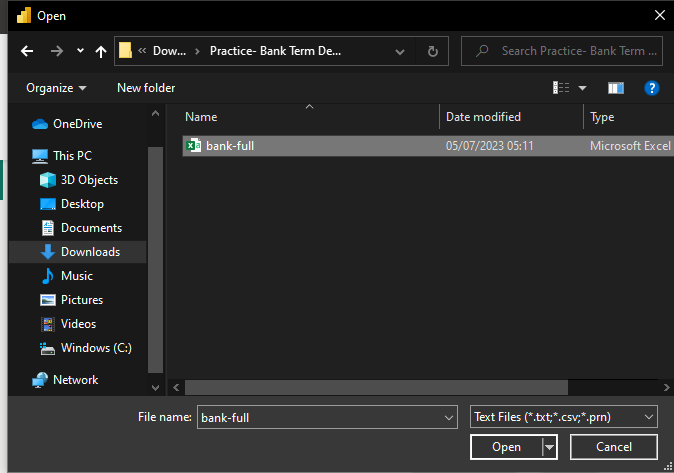 Open
« Dow... > Practice- Bank Term De...
Search Practice- Bank Term ...
Organize
New folder
?
Name
Date modified
Type
OneDrive
This PC
3D Objects
Desktop
Documents
Downloads
Music
Pictures
Videos
Windows (C:)
Network
bank-full
05/07/2023 05:11
Microsoft Excel
File name:
bank-full
Text Files (*.txt;*.csv;*.prn)
Open
Cancel